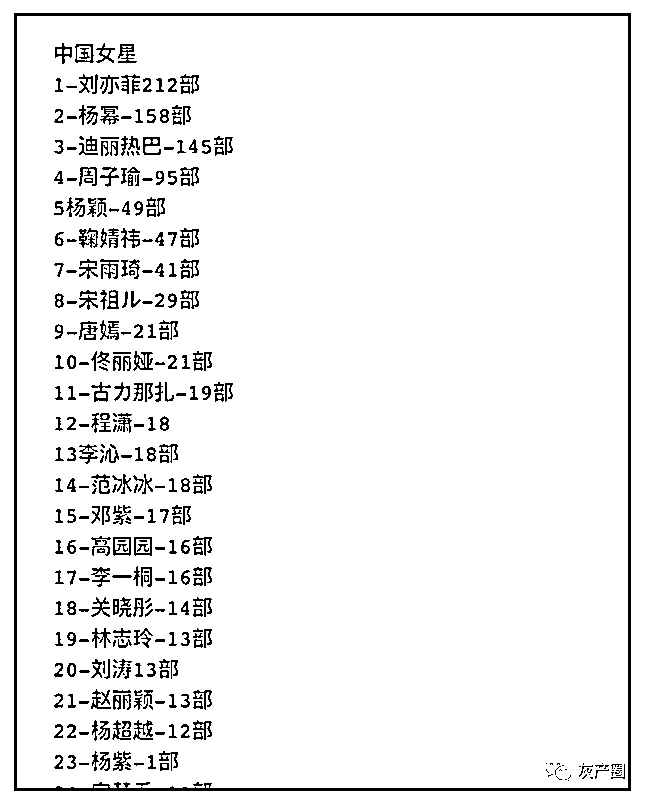 中国女星
1-刘亦菲212部
2-杨幂-158部
3-迪丽热巴-145部
4-周子瑜-95部
5杨颖-49部
6-鞠婧祎-47部
7-宋雨琦-41部
8-宋祖儿-29部
9-唐嫣-21部
10-佟丽娅-21部
11-古力那扎-19部
12-程潇-18
13李沁-18部
14-范冰冰-18部
15-邓紫-17部
16-高园园-16部
17-李一桐-16部
18-关晓彤-14部
19-林志玲-13部
20-刘涛13部
21-赵丽颖-13部
22-杨超越-12部
23-杨紫-1部
灰产圈